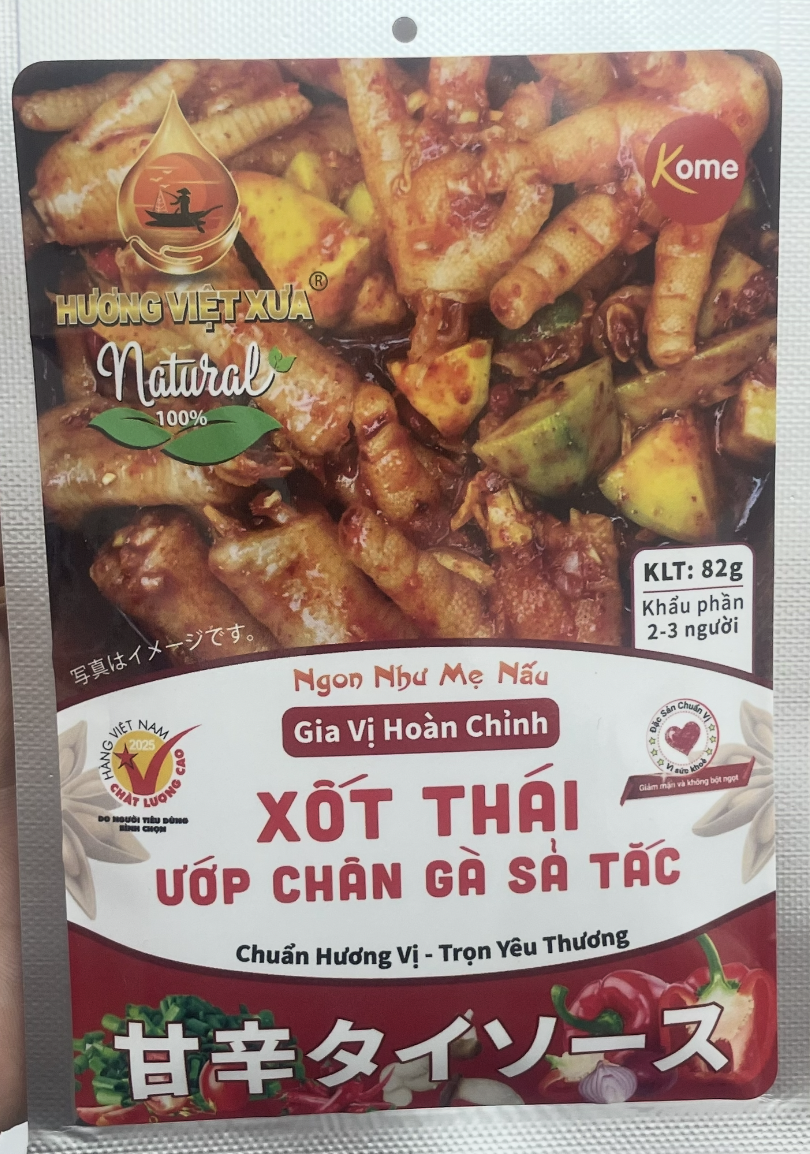 Kome
HƯƠNG VIỆT XƯA®
Natural
100%
KLT: 82g
Khẩu phần
2-3 người
写真はイメージです。
Ngon Như Mẹ Nấu
Gia Vị Hoàn Chỉnh
HÀNG VIỆT NAM
2025
CHẤT LƯỢNG CAO
DO NGƯỜI TIÊU DÙNG
BÌNH CHỌN
Đặc Sản Chuẩn Vị
Vì sức khoẻ
Giảm mặn và không bột ngọt
XỐT THÁI
ƯỚP CHÂN GÀ SẢ TẮC
Chuẩn Hương Vị - Trọn Yêu Thương
甘辛タイソース